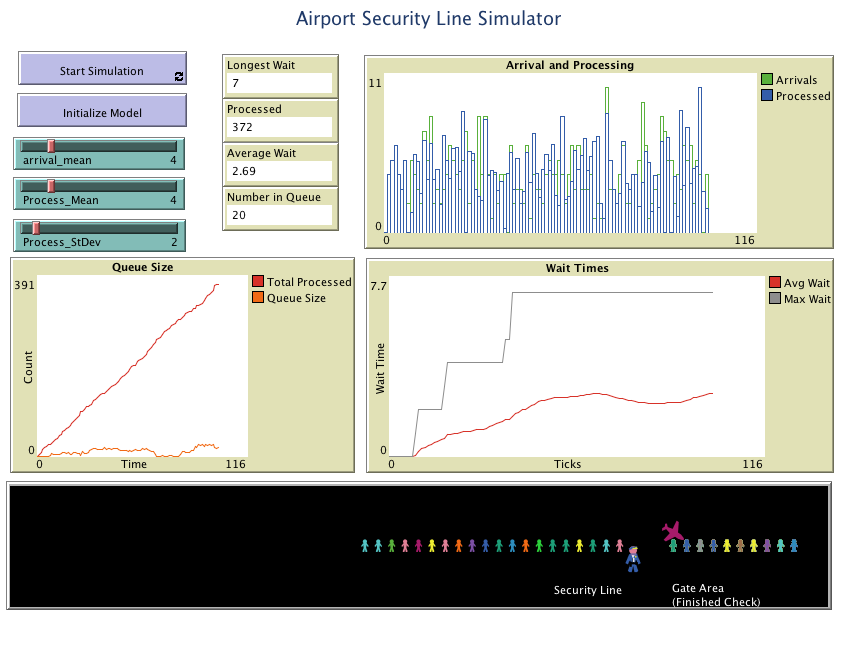 Airport Security Line Simulator
Start Simulation
Initialize Model
arrival_mean 4
Process_Mean 4
Process_StDev 2
Longest Wait
7
Processed
372
Average Wait
2.69
Number in Queue
20
Arrival and Processing
11
0
0 116
Arrivals
Processed
Queue Size
391
Count
0
0 Time 116
Total Processed
Queue Size
Wait Times
7.7
Wait Time
0
0 Ticks 116
Avg Wait
Max Wait
Security Line
Gate Area
(Finished Check)